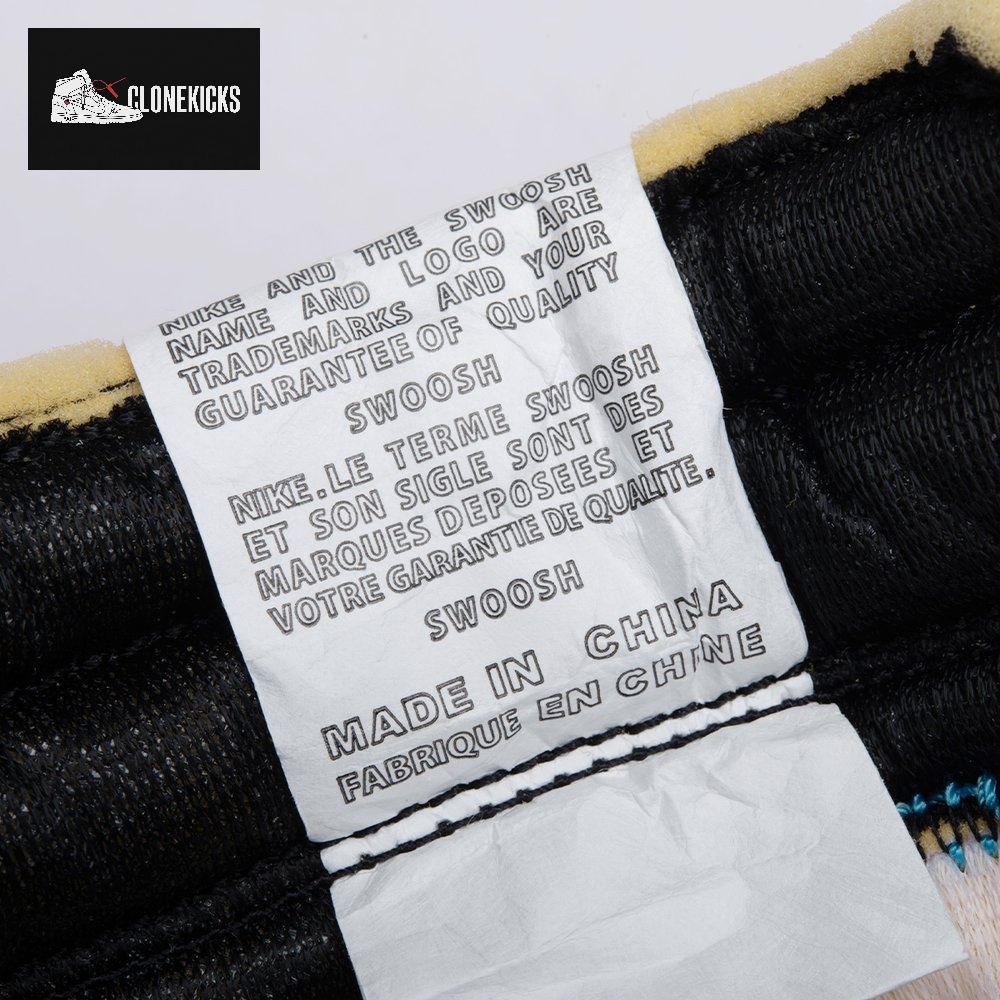 CLONEKICKS
NIKE AND THE SWOOSH
NAME AND LOGO ARE
TRADEMARKS AND YOUR
GUARANTEE OF QUALITY
SWOOSH
NIKE.LE TERME SWOOSH
ET SON SIGLE SONT DES
MARQUES DEPOSEES ET
VOTRE GARANTIE DE QUALITE.
SWOOSH
MADE IN CHINA
FABRIQUE EN CHINE